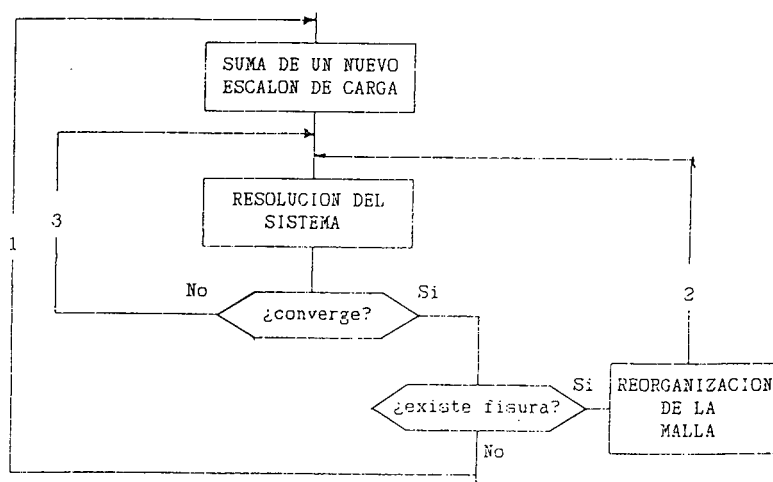 SUMA DE UN NUEVO
ESCALON DE CARGA
RESOLUCION DEL
SISTEMA
3
1
No
Si
2
¿converge?
¿existe fisura?
Si
REORGANIZACION
DE LA
MALLA
No